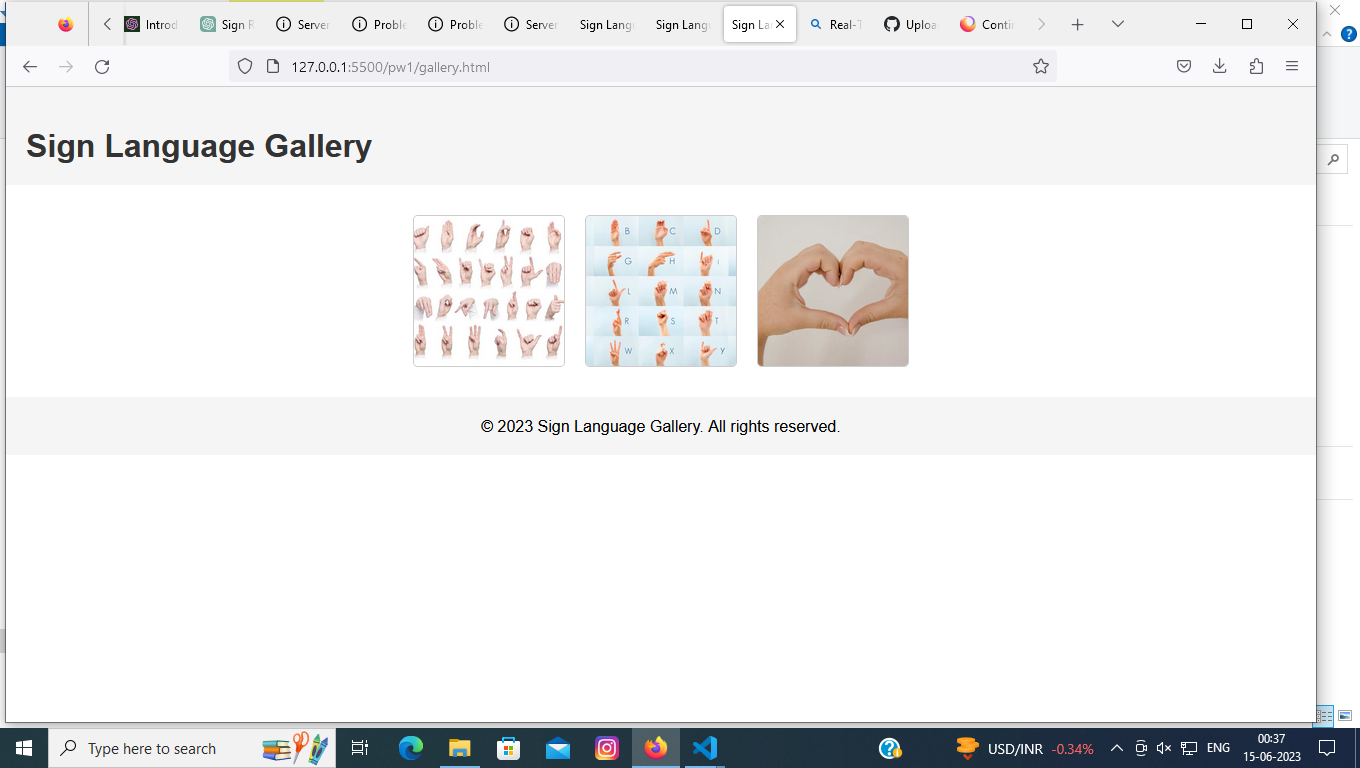 Introd
Sign R
Server
Proble
Proble
Server
Sign Langu
Sign Langu
Sign La
Real-T
Uploa
Contin
127.0.0.1:5500/pw1/gallery.html
Sign Language Gallery
B C D
G H i
L M N
R S T
W X Y
© 2023 Sign Language Gallery. All rights reserved.
Type here to search
USD/INR -0.34%
ENG
00:37
15-06-2023